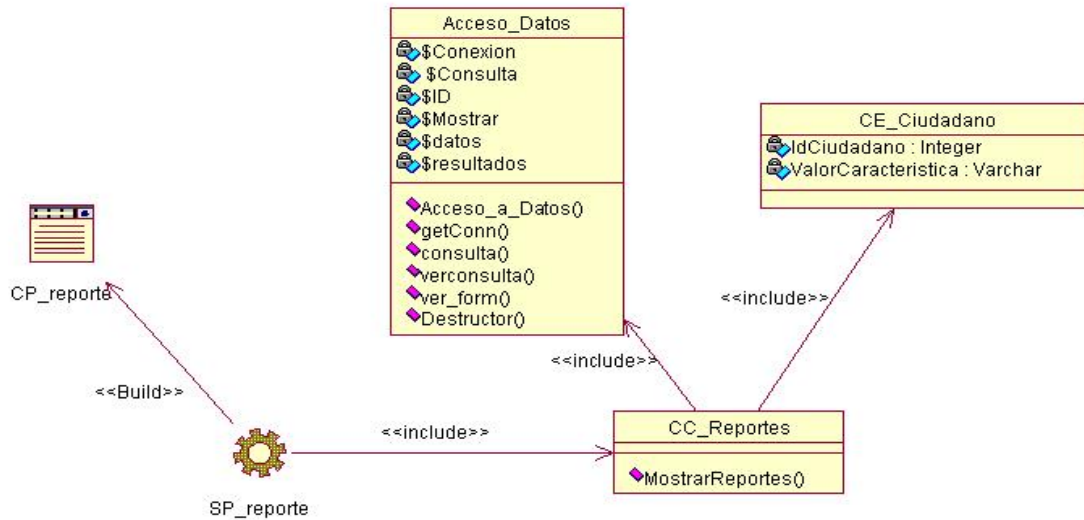 Acceso_Datos
$Conexion
$Consulta
$ID
$Mostrar
$datos
$resultados
Acceso_a_Datos()
getConn()
consulta()
verconsulta()
ver_form()
Destructor()
CE_Ciudadano
IdCiudadano : Integer
ValorCaracteristica : Varchar
CP_reporte
<<include>>
<<include>>
<<Build>>
<<include>>
CC_Reportes
MostrarReportes()
SP_reporte